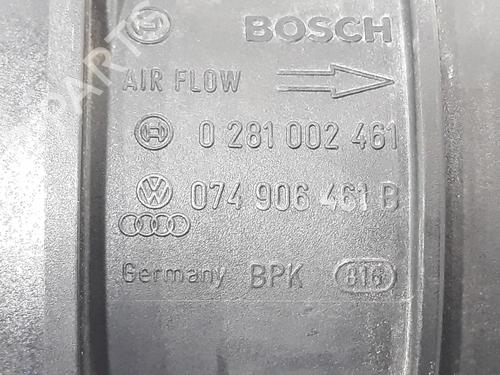 BOSCH
AIR FLOW
0 281 002 461
074 906 461 B
Germany BPK 816